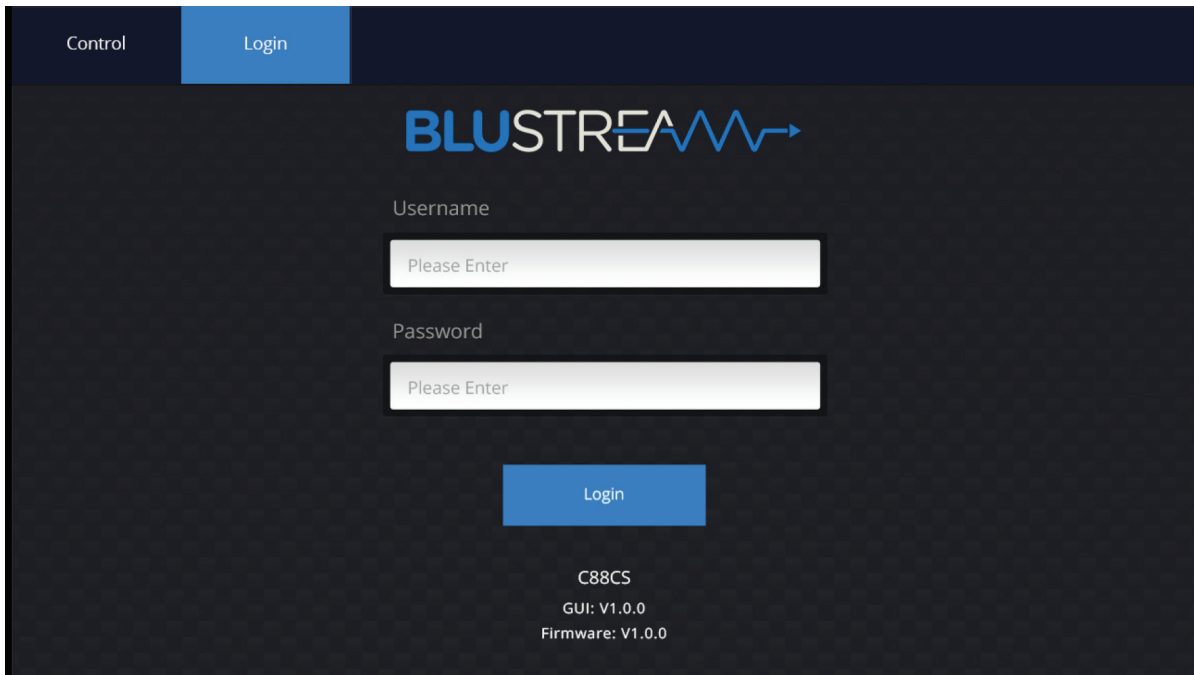 Control Login
BLUSTREAM
Username
Please Enter
Password
Please Enter
Login
C88CS
GUI: V1.0.0
Firmware: V1.0.0